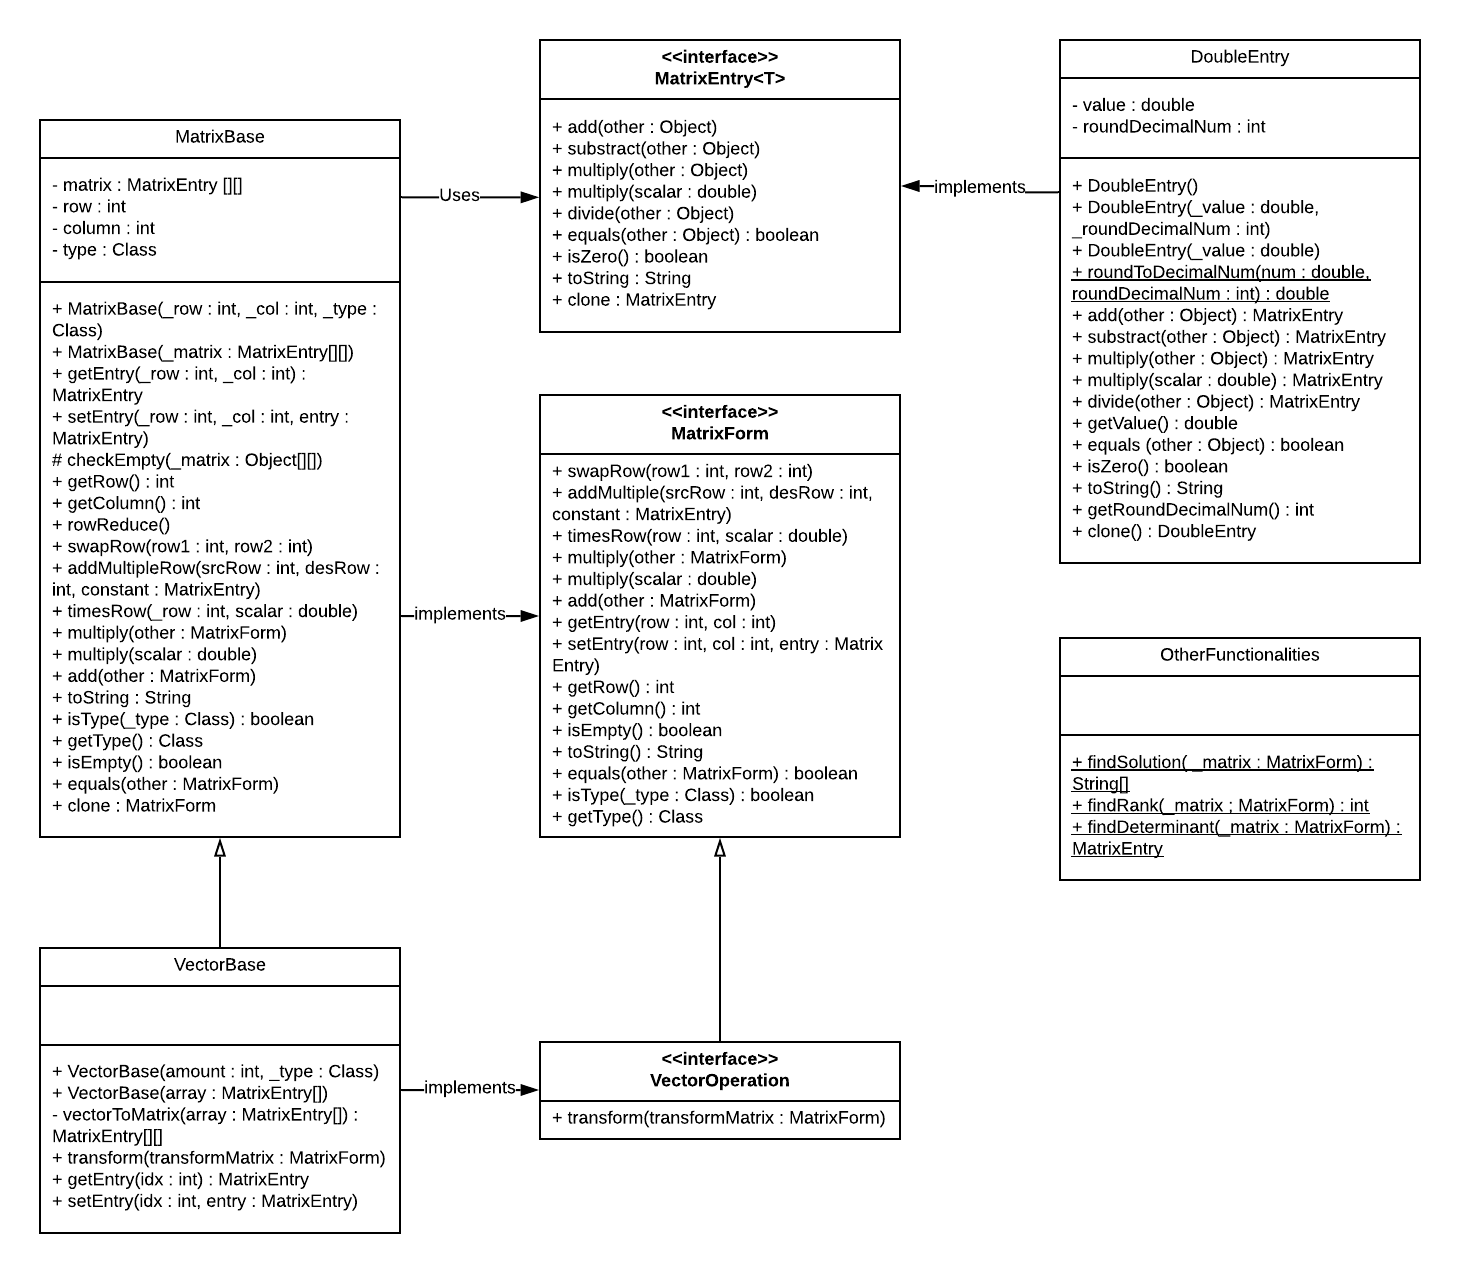 MatrixBase
- matrix : MatrixEntry [][]
- row : int
- column : int
- type : Class
+ MatrixBase(_row : int, _col : int, _type :
Class)
+ MatrixBase(_matrix : MatrixEntry[][])
+ getEntry(_row : int, _col : int) :
MatrixEntry
+ setEntry(_row : int, _col : int, entry :
MatrixEntry)
# checkEmpty(_matrix : Object[][])
+ getRow() : int
+ getColumn() : int
+ rowReduce()
+ swapRow(row1 : int, row2 : int)
+ addMultipleRow(srcRow : int, desRow :
int, constant : MatrixEntry)
+ timesRow(_row : int, scalar : double)
+ multiply(other : MatrixForm)
+ multiply(scalar : double)
+ add(other : MatrixForm)
+ toString : String
+ isType(_type : Class) : boolean
+ getType() : Class
+ isEmpty() : boolean
+ equals(other : MatrixForm)
+ clone : MatrixForm
Uses
<<interface>>
MatrixEntry<T>
+ add(other : Object)
+ substract(other : Object)
+ multiply(other : Object)
+ multiply(scalar : double)
+ divide(other : Object)
+ equals(other : Object) : boolean
+ isZero() : boolean
+ toString : String
+ clone : MatrixEntry
implements
DoubleEntry
- value : double
- roundDecimalNum : int
+ DoubleEntry()
+ DoubleEntry(_value : double,
_roundDecimalNum : int)
+ DoubleEntry(_value : double)
+ roundToDecimalNum(num : double,
roundDecimalNum : int) : double
+ add(other : Object) : MatrixEntry
+ substract(other : Object) : MatrixEntry
+ multiply(other : Object) : MatrixEntry
+ multiply(scalar : double) : MatrixEntry
+ divide(other : Object) : MatrixEntry
+ getValue() : double
+ equals (other : Object) : boolean
+ isZero() : boolean
+ toString() : String
+ getRoundDecimalNum() : int
+ clone() : DoubleEntry
implements
<<interface>>
MatrixForm
+ swapRow(row1 : int, row2 : int)
+ addMultiple(srcRow : int, desRow : int,
constant : MatrixEntry)
+ timesRow(row : int, scalar : double)
+ multiply(other : MatrixForm)
+ multiply(scalar : double)
+ add(other : MatrixForm)
+ getEntry(row : int, col : int)
+ setEntry(row : int, col : int, entry : Matrix
Entry)
+ getRow() : int
+ getColumn() : int
+ isEmpty() : boolean
+ toString() : String
+ equals(other : MatrixForm) : boolean
+ isType(_type : Class) : boolean
+ getType() : Class
OtherFunctionalities
+ findSolution( _matrix : MatrixForm) :
String[]
+ findRank(_matrix ; MatrixForm) : int
+ findDeterminant(_matrix : MatrixForm) :
MatrixEntry
VectorBase
+ VectorBase(amount : int, _type : Class)
+ VectorBase(array : MatrixEntry[])
- vectorToMatrix(array : MatrixEntry[]) :
MatrixEntry[][]
+ transform(transformMatrix : MatrixForm)
+ getEntry(idx : int) : MatrixEntry
+ setEntry(idx : int, entry : MatrixEntry)
implements
<<interface>>
VectorOperation
+ transform(transformMatrix : MatrixForm)